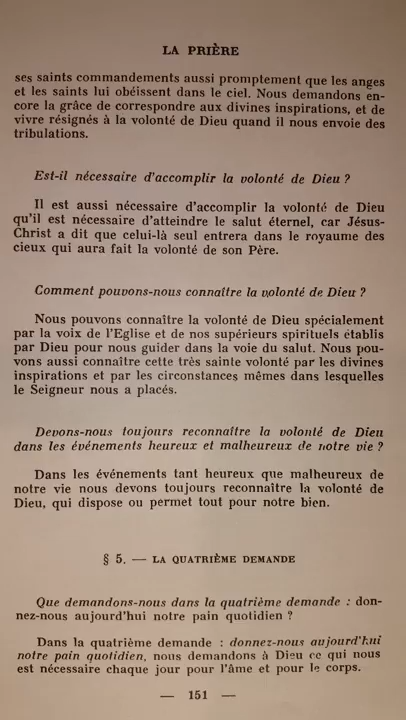 LA PRIÈRE
ses saints commandements aussi promptement que les anges
et les saints lui obéissent dans le ciel. Nous demandons en-
core la grâce de correspondre aux divines inspirations, et de
vivre résignés à la volonté de Dieu quand il nous envoie des
tribulations.
Est-il nécessaire d'accomplir la volonté de Dieu ?
Il est aussi nécessaire d'accomplir la volonté de Dieu
qu'il est nécessaire d'atteindre le salut éternel, car Jésus-
Christ a dit que celui-là seul entrera dans le royaume des
cieux qui aura fait la volonté de son Père.
Comment pouvons-nous connaître la volonté de Dieu ?
Nous pouvons connaître la volonté de Dieu spécialement
par la voix de l'Eglise et de nos supérieurs spirituels établis
par Dieu pour nous guider dans la voie du salut. Nous pou-
vons aussi connaître cette très sainte volonté par les divines
inspirations et par les circonstances mêmes dans lesquelles
le Seigneur nous a placés.
Devons-nous toujours reconnaître la volonté de Dieu
dans les événements heureux et malheureux de notre vie ?
Dans les événements tant heureux que malheureux de
notre vie nous devons toujours reconnaître la volonté de
Dieu, qui dispose ou permet tout pour notre bien.
§ 5. — LA QUATRIÈME DEMANDE
Que demandons-nous dans la quatrième demande : don-
nez-nous aujourd'hui notre pain quotidien ?
Dans la quatrième demande : donnez-nous aujourd'hui
notre pain quotidien, nous demandons à Dieu ce qui nous
est nécessaire chaque jour pour l'âme et pour le corps.
— 151 —